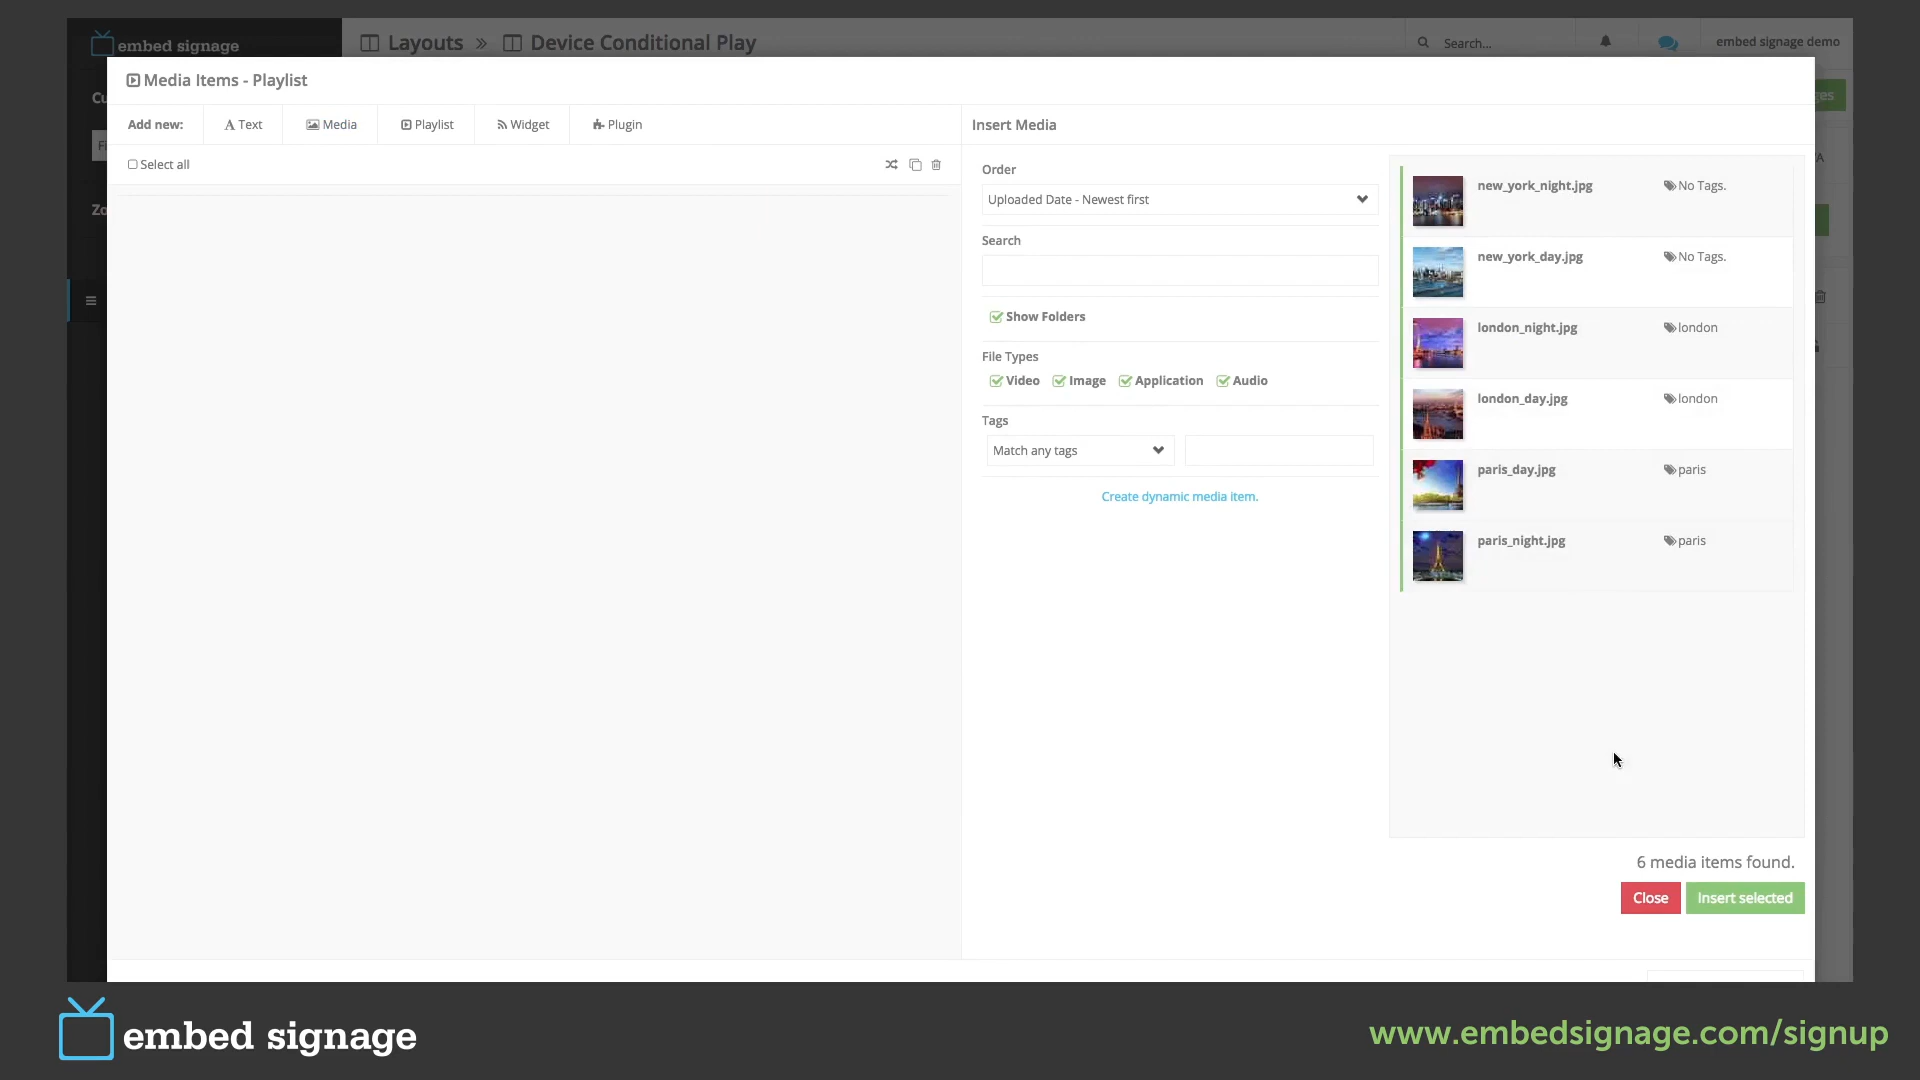 embed signage
Layouts » Device Conditional Play
Search...
embed signage demo
Media Items - Playlist
Add new:
Text
Media
Playlist
Widget
Plugin
Insert Media
Select all
Order
Uploaded Date - Newest first
Search
Show Folders
File Types
Video
Image
Application
Audio
Tags
Match any tags
Create dynamic media item.
new_york_night.jpg
No Tags.
new_york_day.jpg
No Tags.
london_night.jpg
london
london_day.jpg
london
paris_day.jpg
paris
paris_night.jpg
paris
6 media items found.
Close
Insert selected
embed signage
www.embedsignage.com/signup